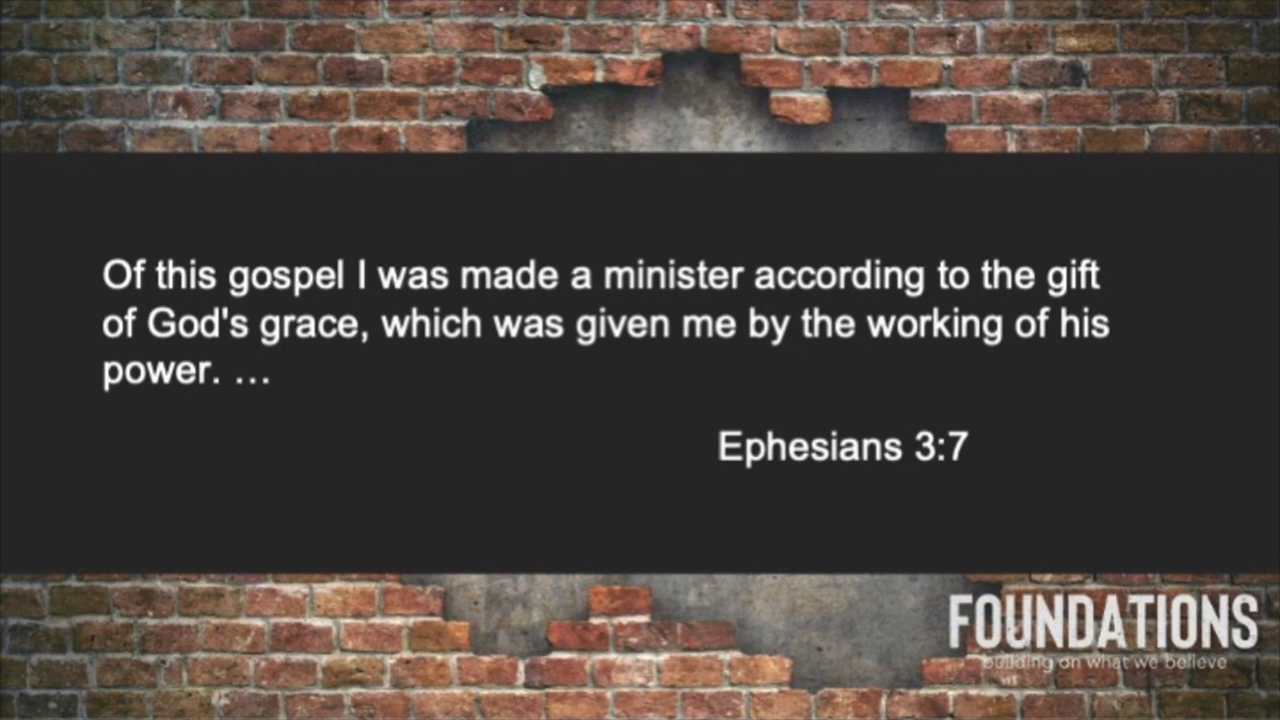 Of this gospel I was made a minister according to the gift
of God's grace, which was given me by the working of his
power. …
Ephesians 3:7
FOUNDATIONS
building on what we believe